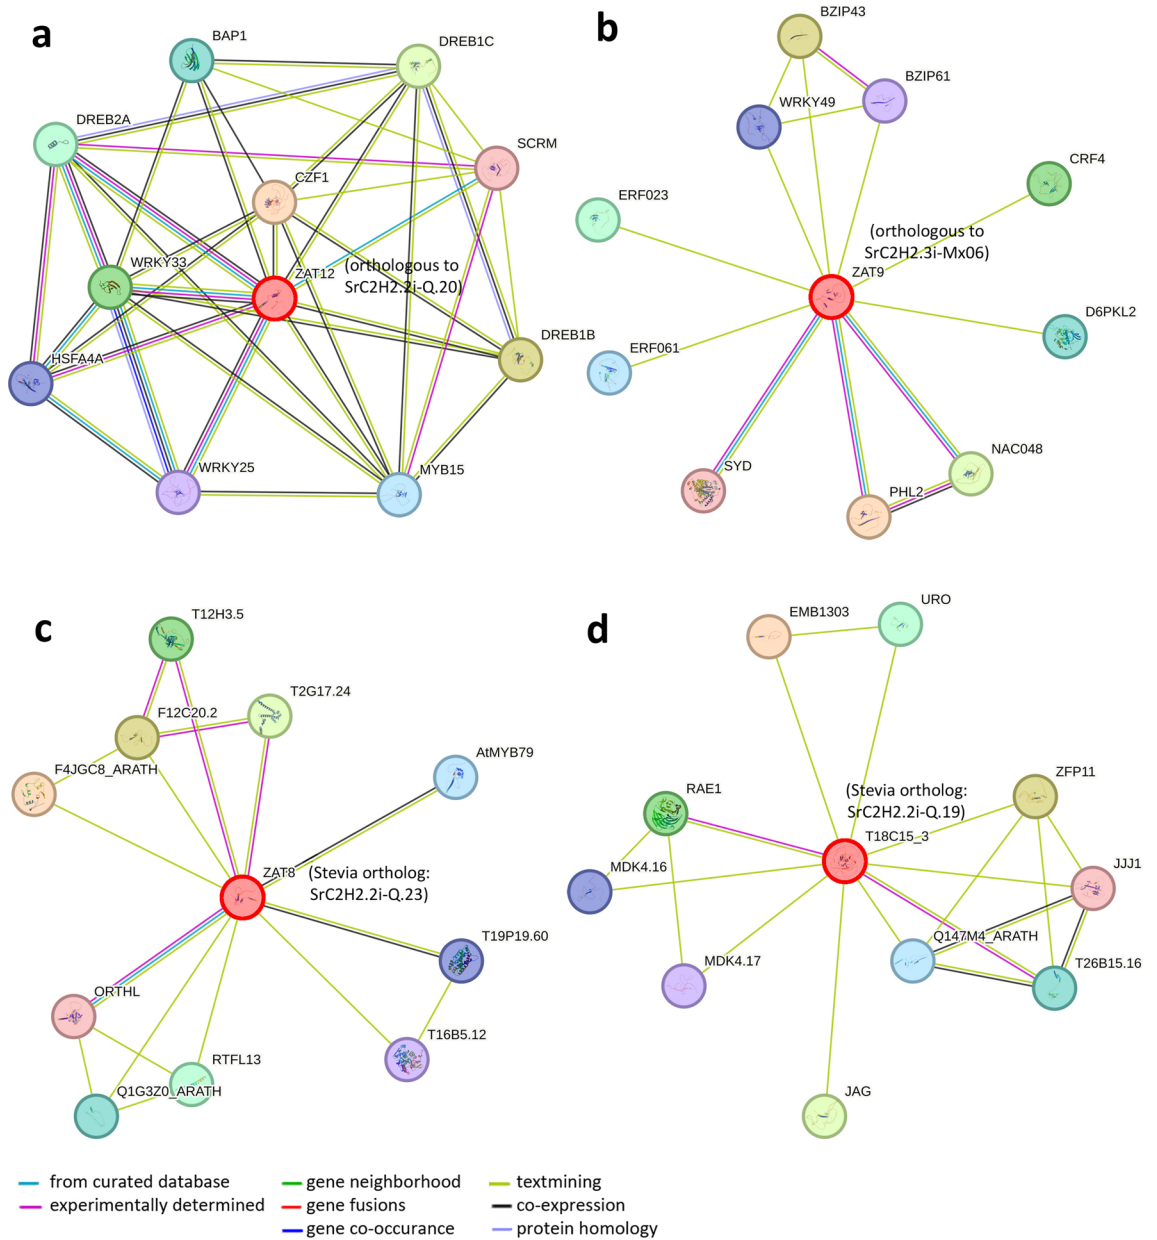 a
BAP1
DREB1C
DREB2A
SCRM
CZF1
WRKY33
ZAT12
(orthologous to
SrC2H2.2i-Q.20)
HSFA4A
DREB1B
WRKY25
MYB15
b
BZIP43
BZIP61
WRKY49
CRF4
ERF023
(orthologous to
SrC2H2.3i-Mx06)
ZAT9
D6PKL2
ERF061
NAC048
SYD
PHL2
c
T12H3.5
T2G17.24
F12C20.2
AtMYB79
F4JGC8_ARATH
ZAT8
(Stevia ortholog:
SrC2H2.2i-Q.23)
T19P19.60
ORTHL
T16B5.12
RTFL13
Q1G3Z0_ARATH
d
EMB1303
URO
ZFP11
RAE1
(Stevia ortholog:
SrC2H2.2i-Q.19)
T18C15_3
MDK4.16
JJJ1
Q147M4_ARATH
MDK4.17
T26B15.16
JAG
from curated database
experimentally determined
gene neighborhood
gene fusions
gene co-occurance
textmining
co-expression
protein homology